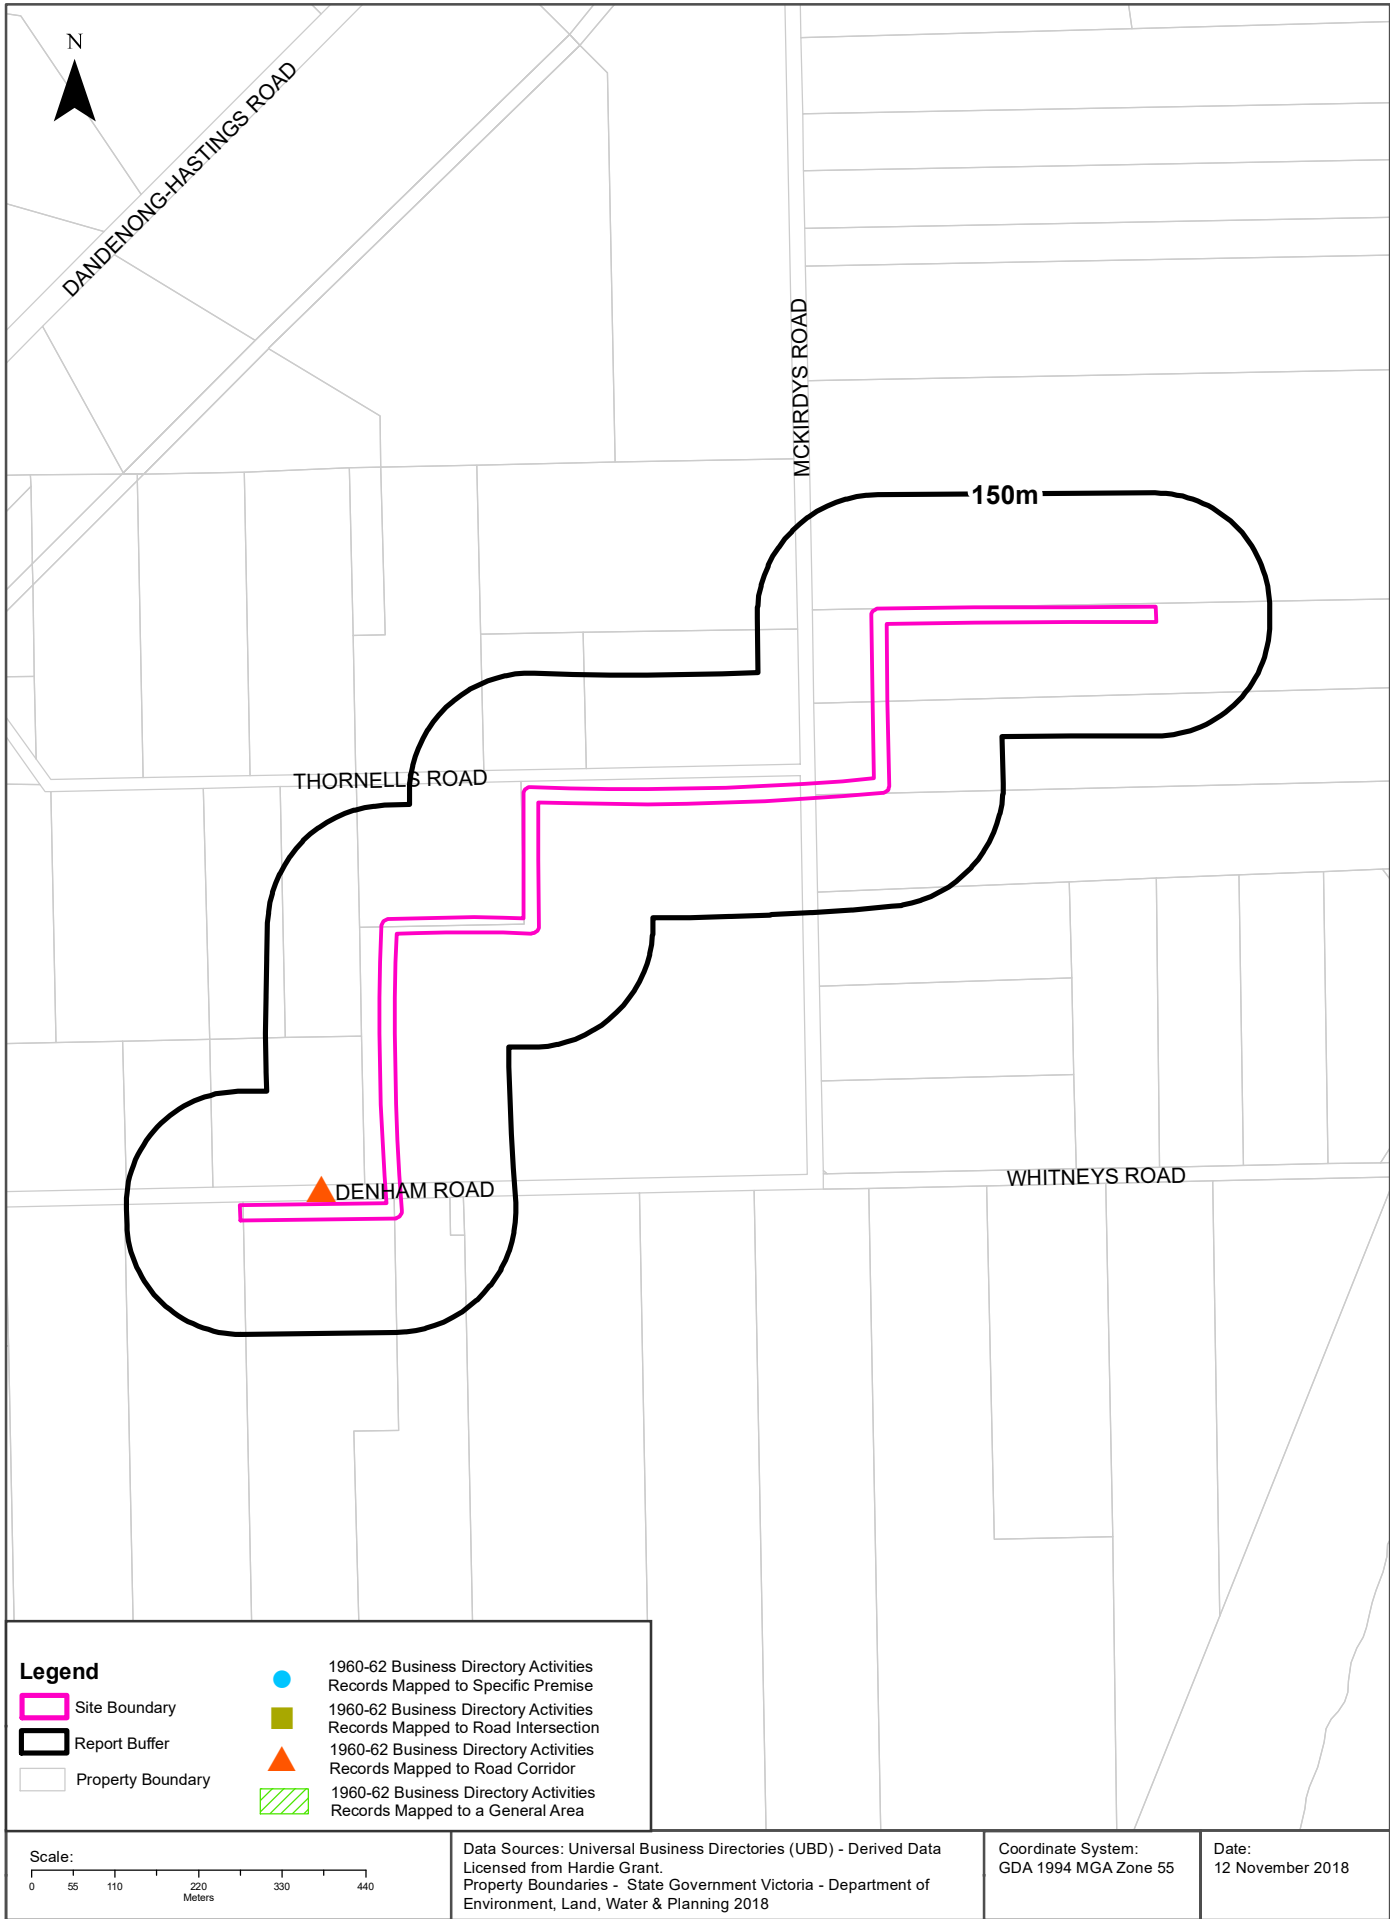 N
DANDENONG-HASTINGS ROAD
MCKIRDYS ROAD
150m
THORNELLS ROAD
DENHAM ROAD
WHITNEYS ROAD
Legend
Site Boundary
Report Buffer
Property Boundary
1960-62 Business Directory Activities
Records Mapped to Specific Premise
1960-62 Business Directory Activities
Records Mapped to Road Intersection
1960-62 Business Directory Activities
Records Mapped to Road Corridor
1960-62 Business Directory Activities
Records Mapped to a General Area
Scale:
0 55 110 220 330 440
Meters
Data Sources: Universal Business Directories (UBD) - Derived Data
Licensed from Hardie Grant.
Property Boundaries - State Government Victoria - Department of
Environment, Land, Water & Planning 2018
Coordinate System:
GDA 1994 MGA Zone 55
Date:
12 November 2018